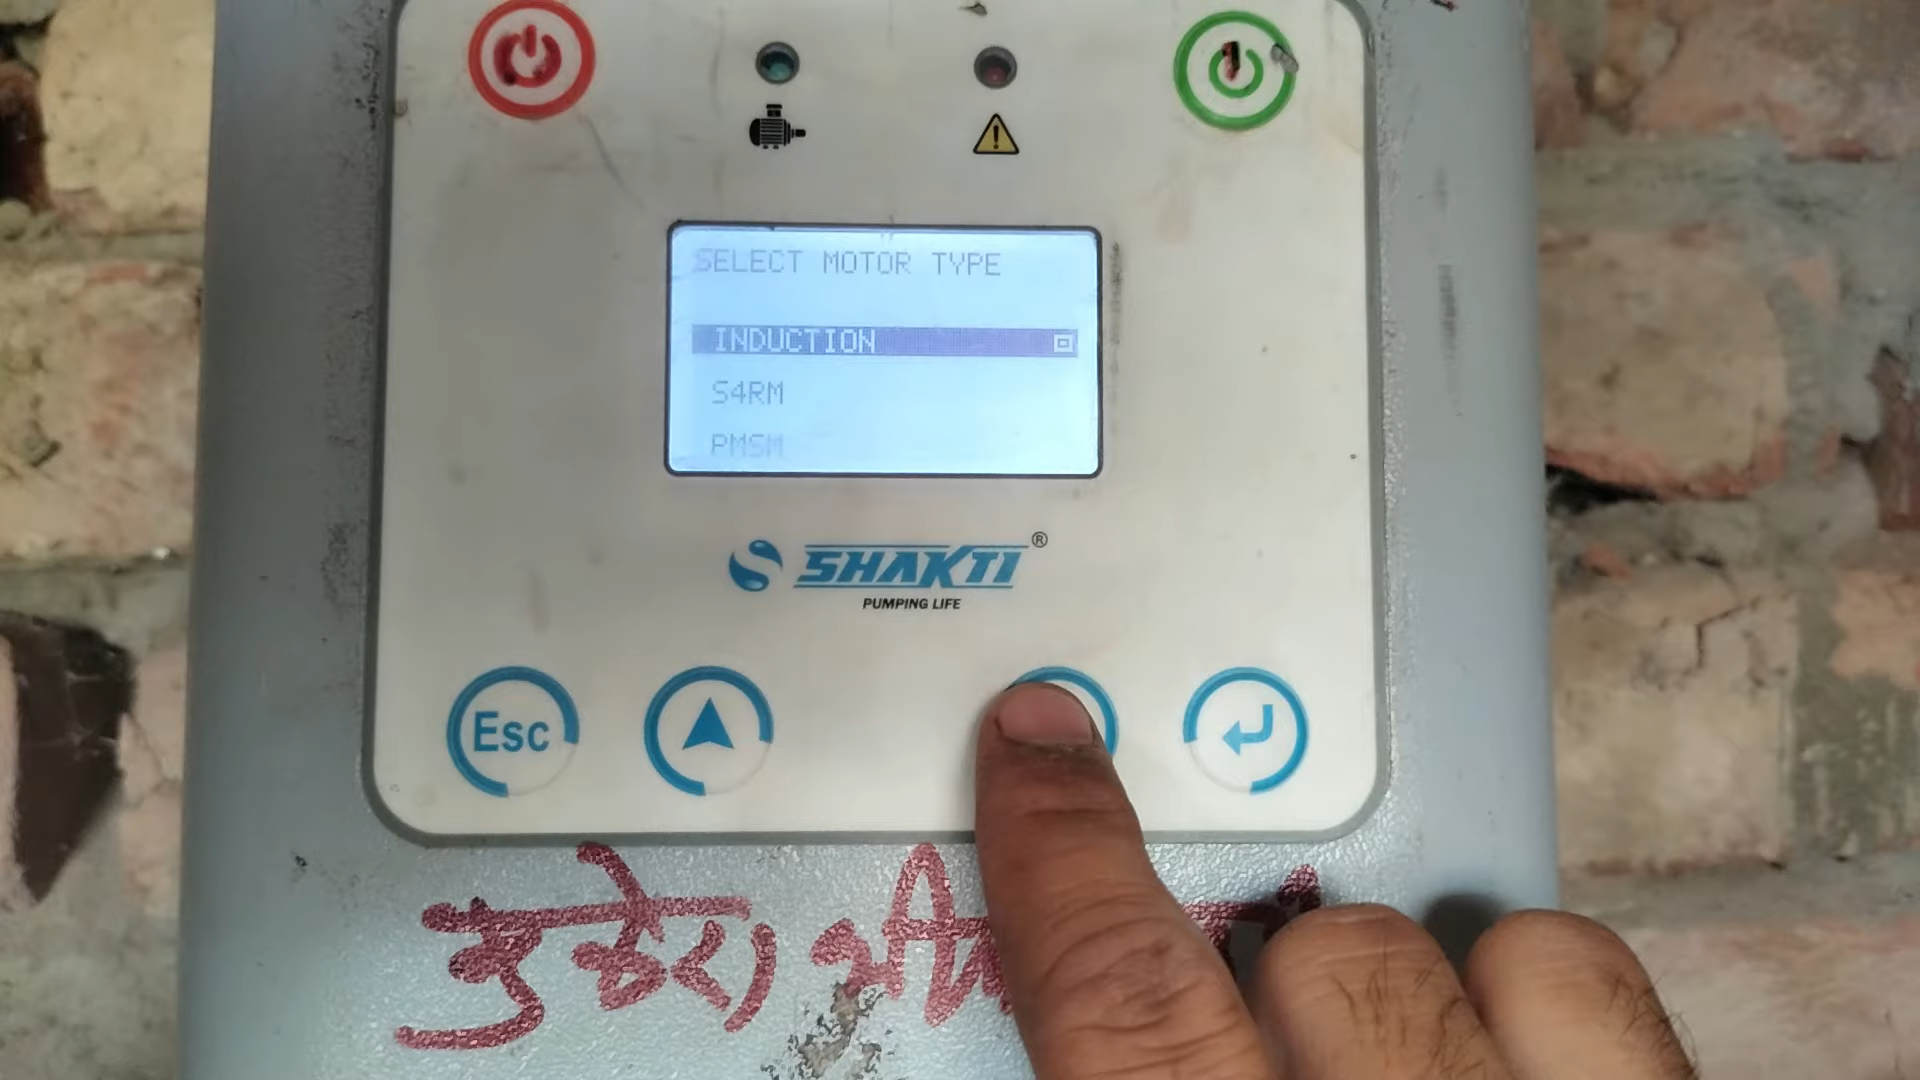 SELECT MOTOR TYPE
INDUCTION
S4RM
PMSM
SHAKTI®
PUMPING LIFE
Esc